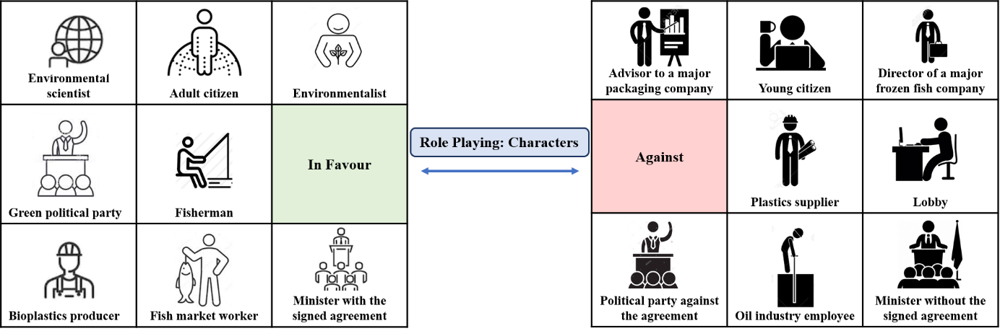 Environmental
scientist
Adult citizen
Environmentalist
Green political party
Fisherman
In Favour
Bioplastics producer
Fish market worker
Minister with the
signed agreement
Role Playing: Characters
Advisor to a major
packaging company
Young citizen
Director of a major
frozen fish company
Against
Plastics supplier
Lobby
Political party against
the agreement
Oil industry employee
Minister without the
signed agreement